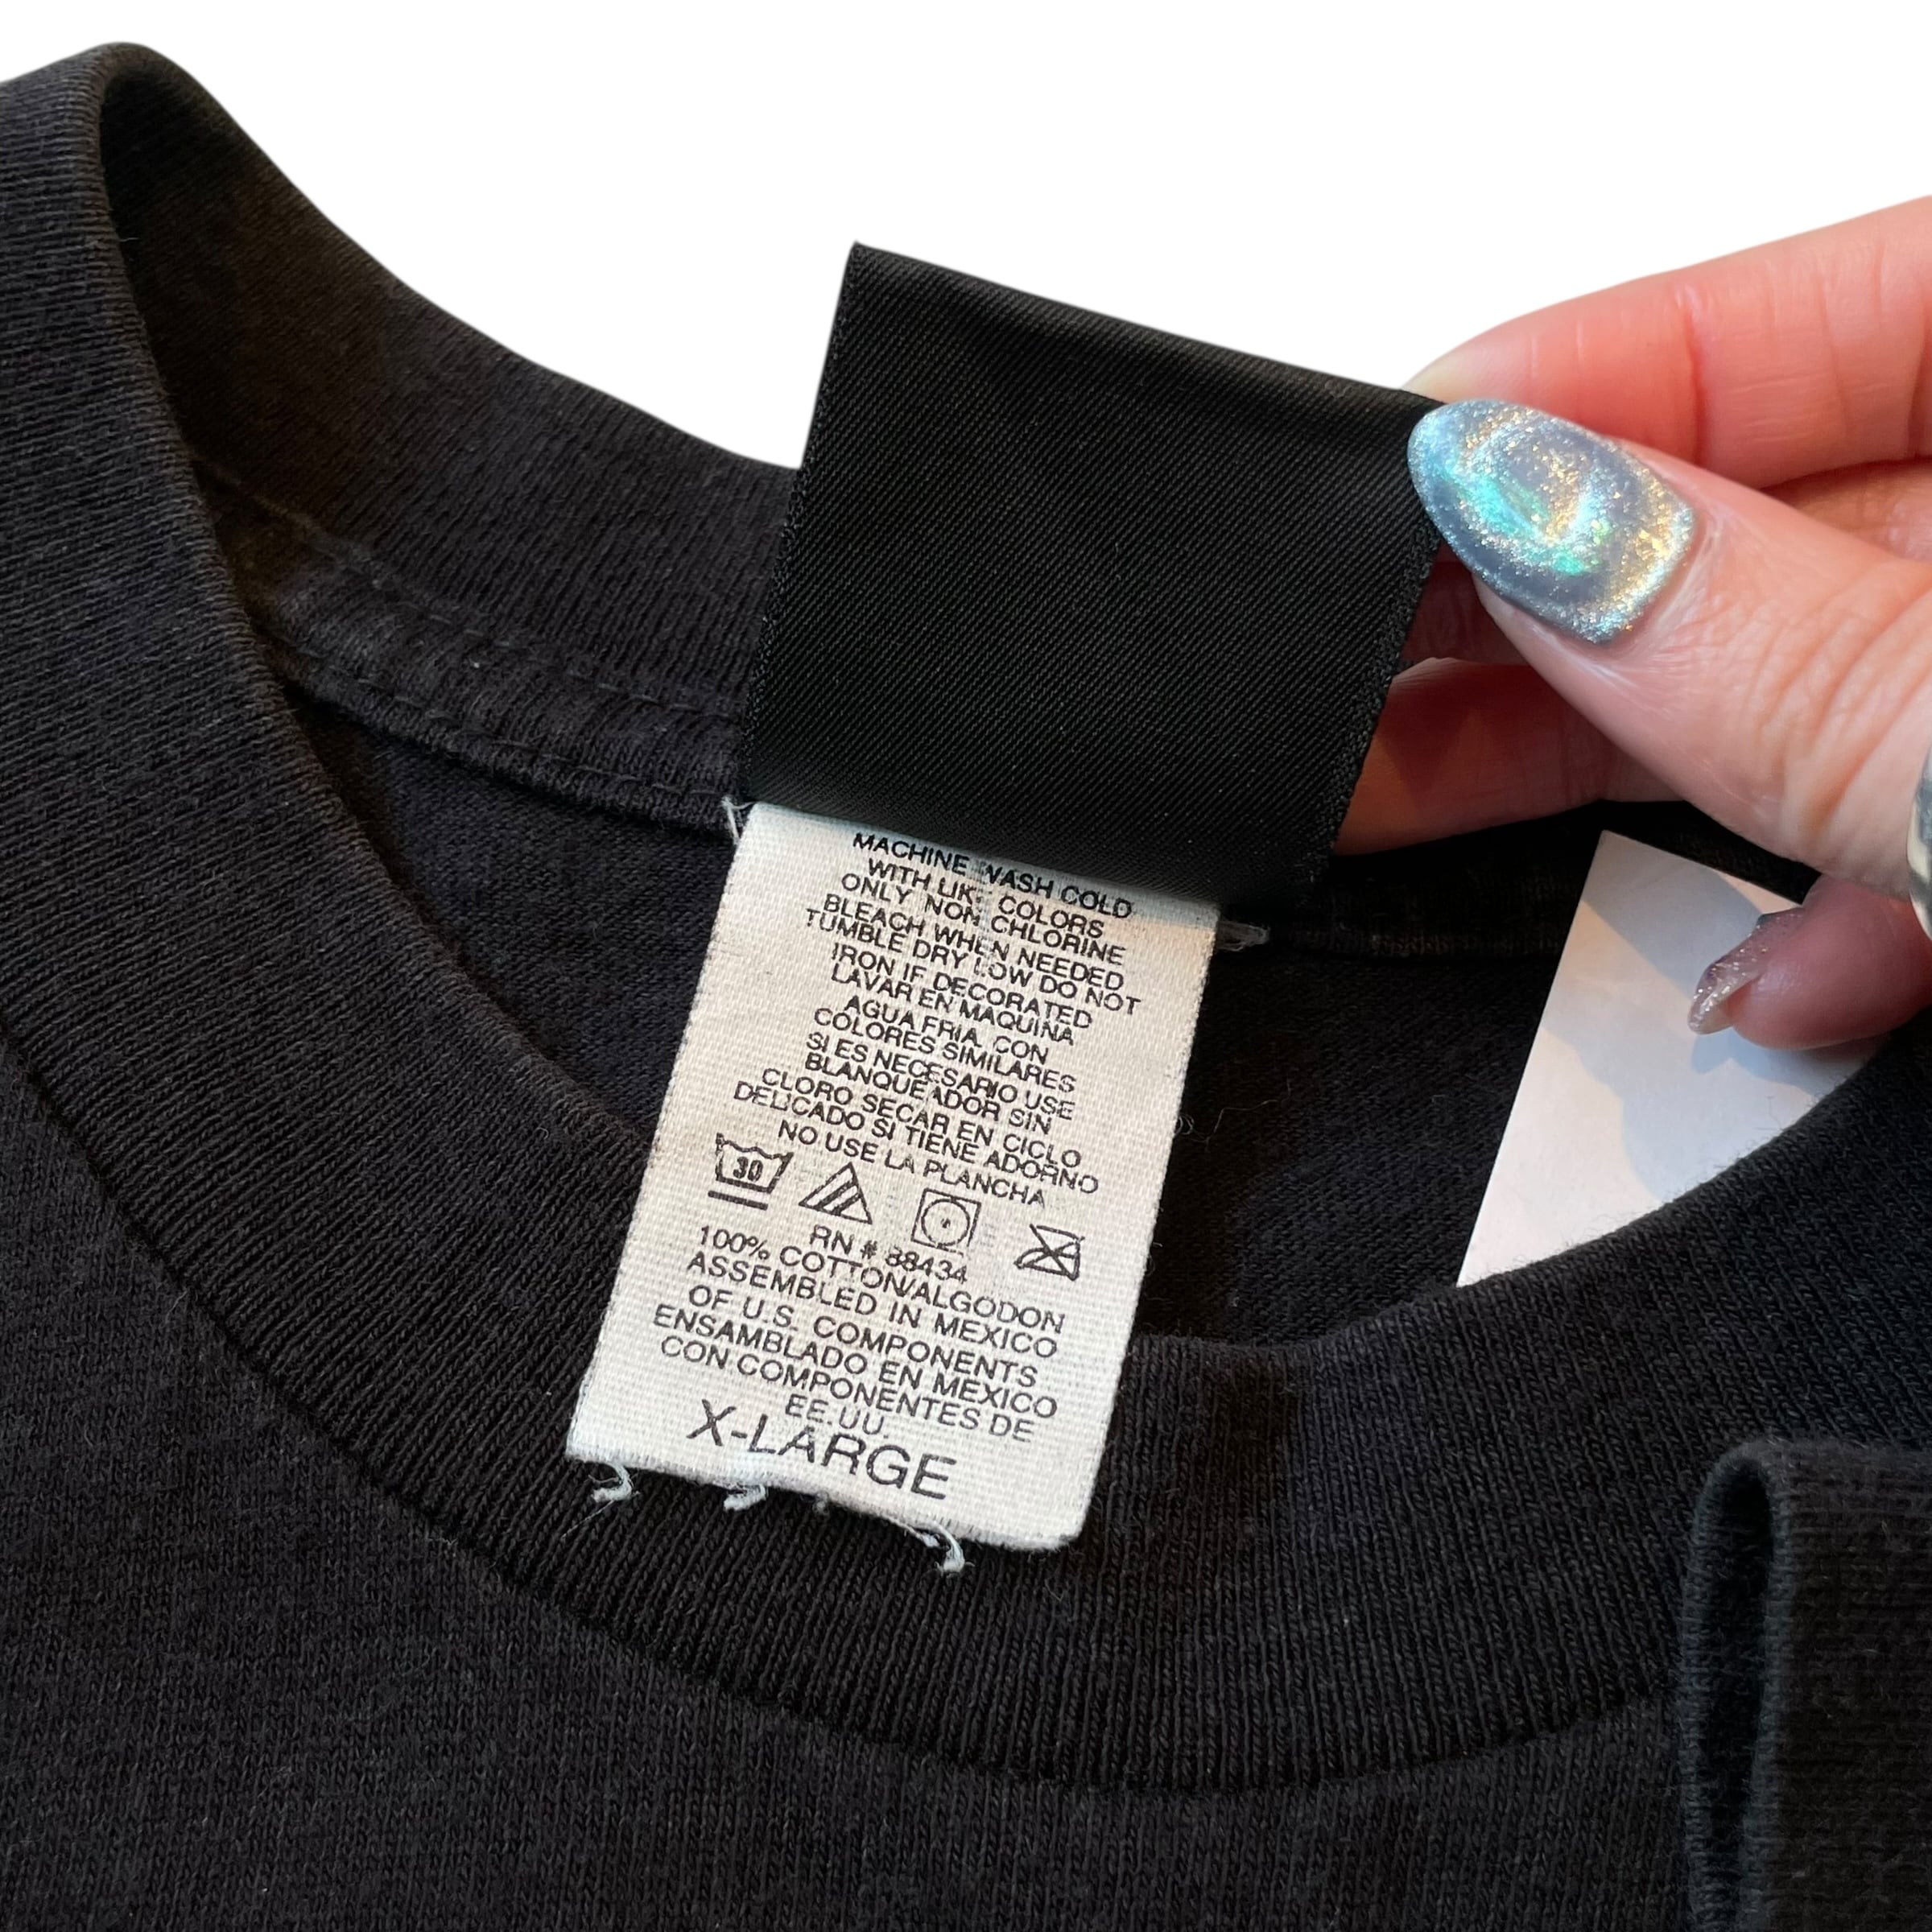 MACHINE WASH COLD
WITH LIKE COLORS
ONLY NON CHLORINE
BLEACH WHEN NEEDED
TUMBLE DRY LOW DO NOT
IRON IF DECORATED
LAVAR EN MAQUINA
AGUA FRIA, CON
COLORES SIMILARES
SI ES NECESARIO USE
BLANQUEADOR SIN
CLORO SECAR EN CICLO
DELICADO SI TIENE ADORNO
NO USE LA PLANCHA
30
RN # 38434
100% COTTON/ALGODON
ASSEMBLED IN MEXICO
OF U.S. COMPONENTS
ENSAMBLADO EN MEXICO
CON COMPONENTES DE
EE.UU.
X-LARGE